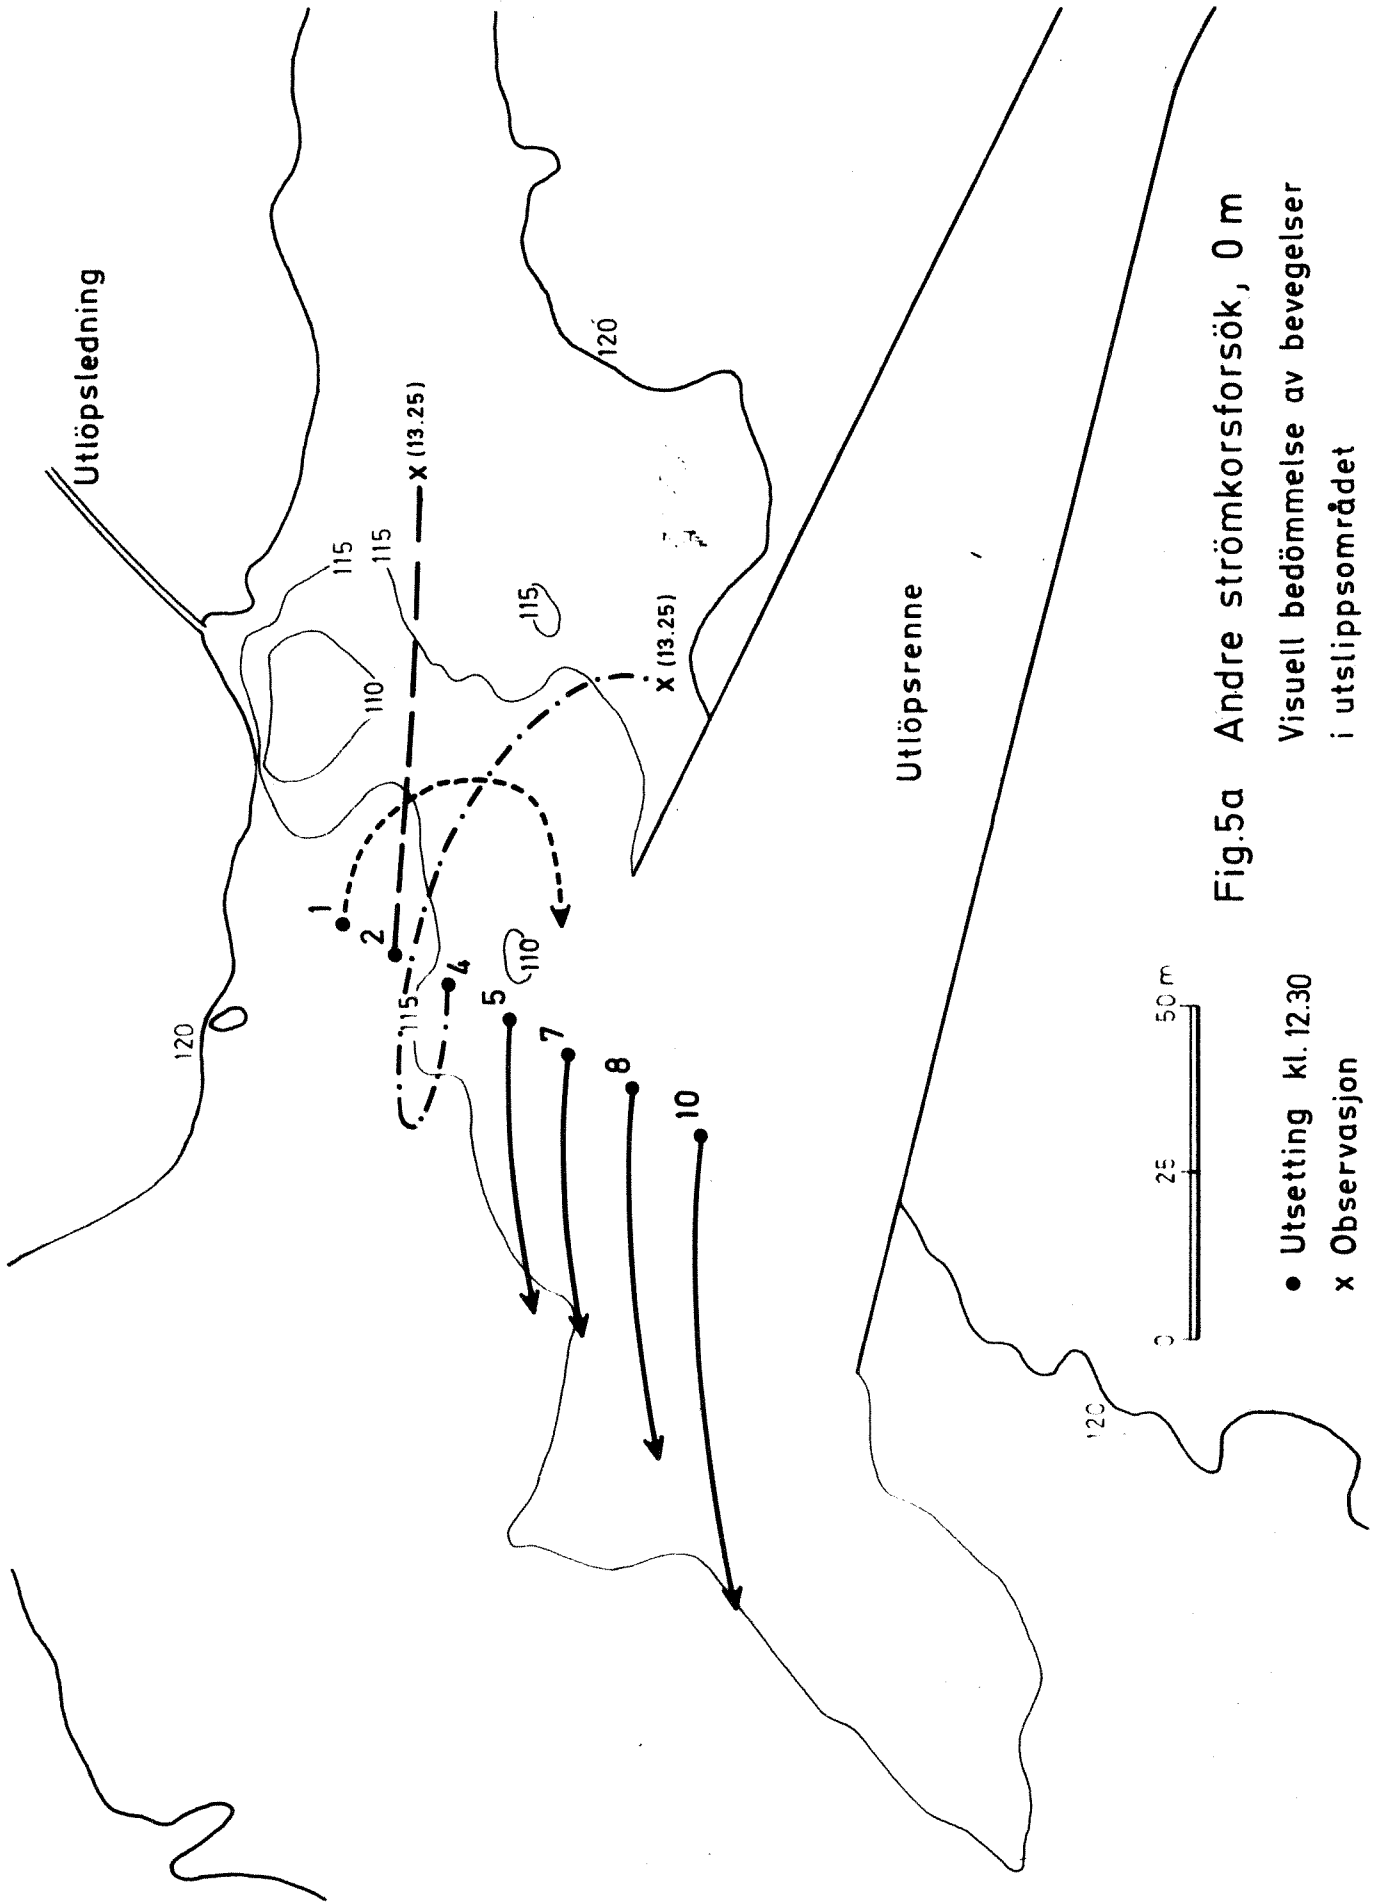 Utlöpsledning
120
115
115
110
X (13.25)
120
1
2
115
4
110
115
X (13.25)
5
7
8
10
Utlöpsrenne
120
0 25 50 m
● Utsetting kl. 12.30
x Observasjon
Fig.5a Andre strömkorsforsök, 0 m
Visuell bedömmelse av bevegelser
i utslippsområdet